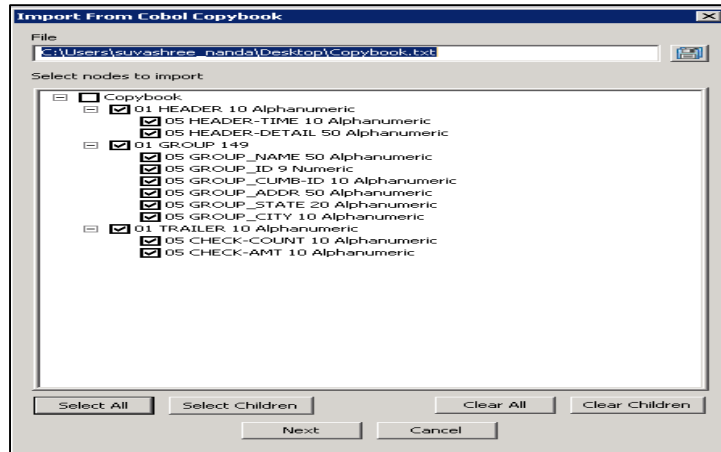 Import From Cobol Copybook
File
C:\Users\suvashree_nanda\Desktop\Copybook.txt
Select nodes to import
Copybook
01 HEADER 10 Alphanumeric
05 HEADER-TIME 10 Alphanumeric
05 HEADER-DETAIL 50 Alphanumeric
01 GROUP 149
05 GROUP_NAME 50 Alphanumeric
05 GROUP_ID 9 Numeric
05 GROUP_CUMB-ID 10 Alphanumeric
05 GROUP_ADDR 50 Alphanumeric
05 GROUP_STATE 20 Alphanumeric
05 GROUP_CITY 10 Alphanumeric
01 TRAILER 10 Alphanumeric
05 CHECK-COUNT 10 Alphanumeric
05 CHECK-AMT 10 Alphanumeric
Select All Select Children Clear All Clear Children
Next Cancel